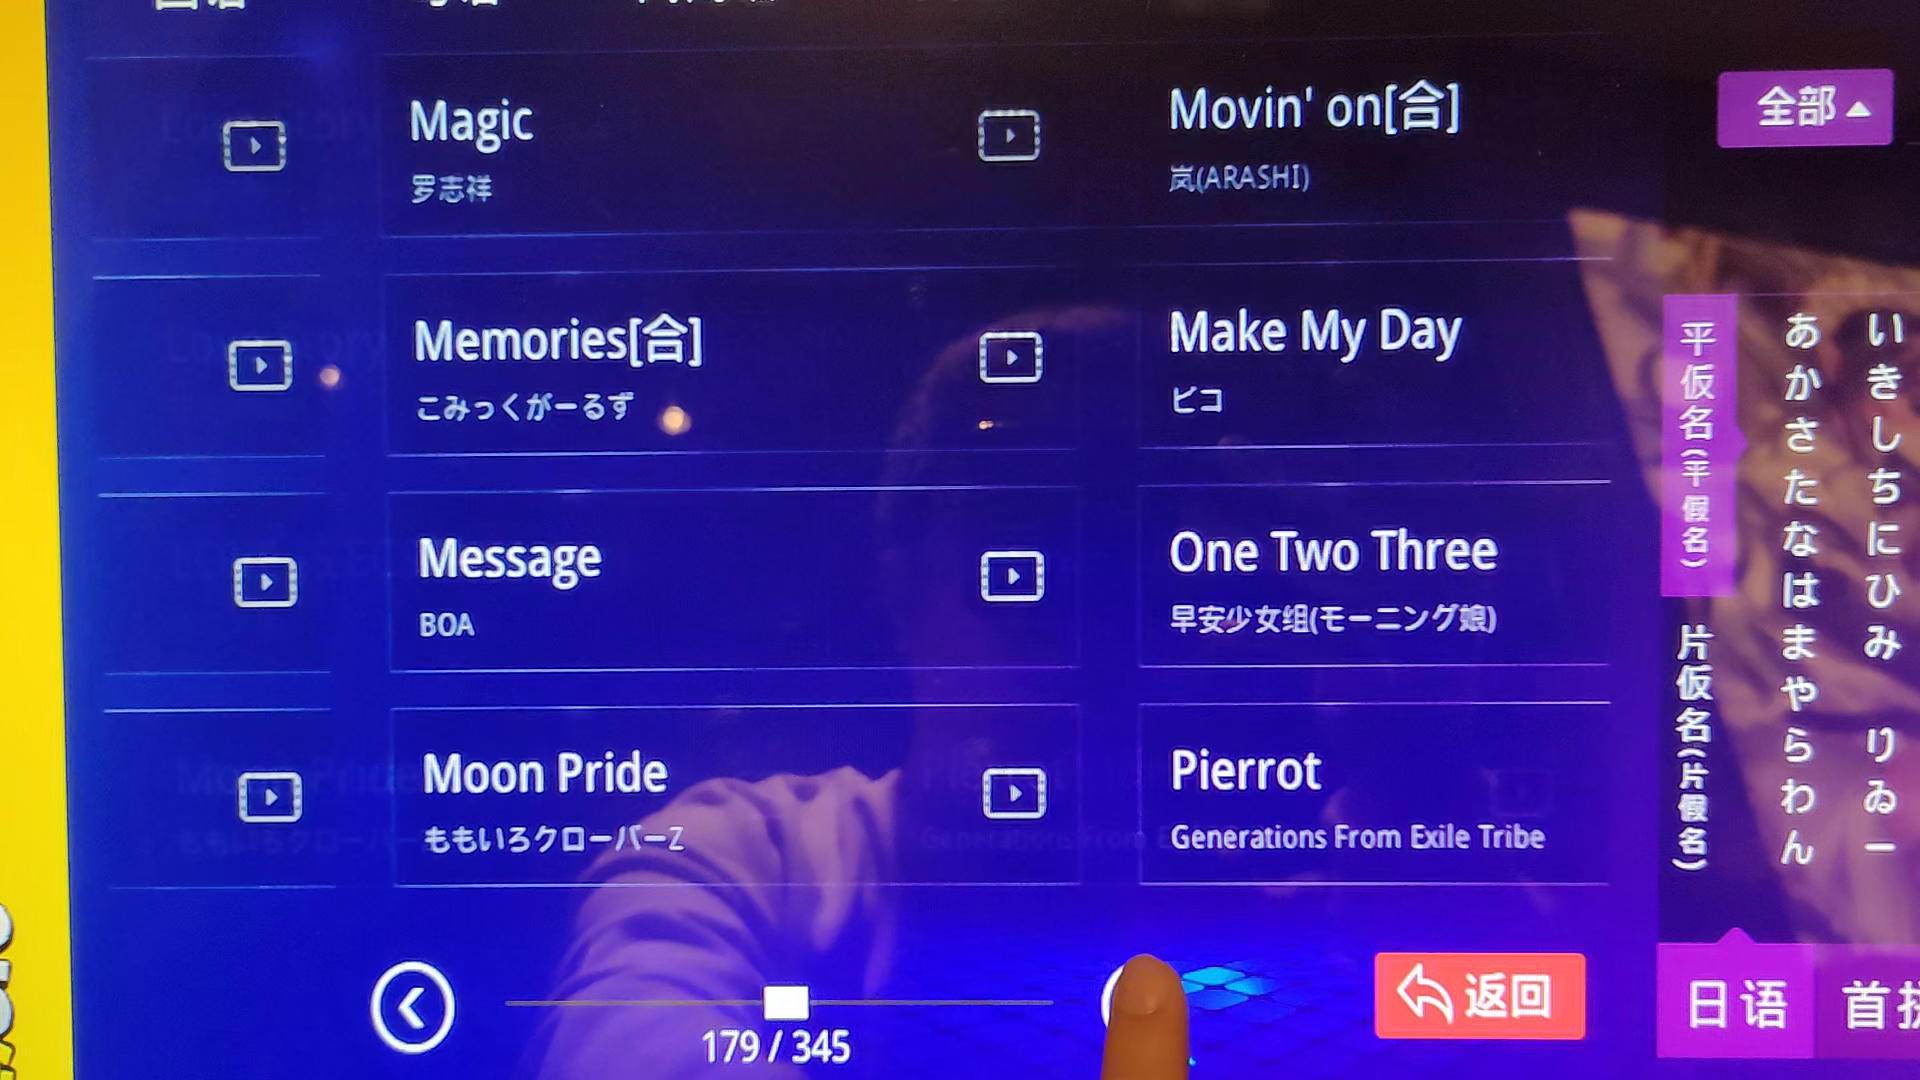 Magic
罗志祥
Movin' on[合]
岚(ARASHI)
全部
Memories[合]
こみっくがーるず
Make My Day
ビコ
Message
BOA
One Two Three
早安少女组(モーニング娘)
Moon Pride
ももいろクローバーZ
Pierrot
Generations From Exile Tribe
平仮名(平假名)
片仮名(片假名)
あかさたなはまやらわん
いきしちにひみ りゐー
179 / 345
返回
日语
首